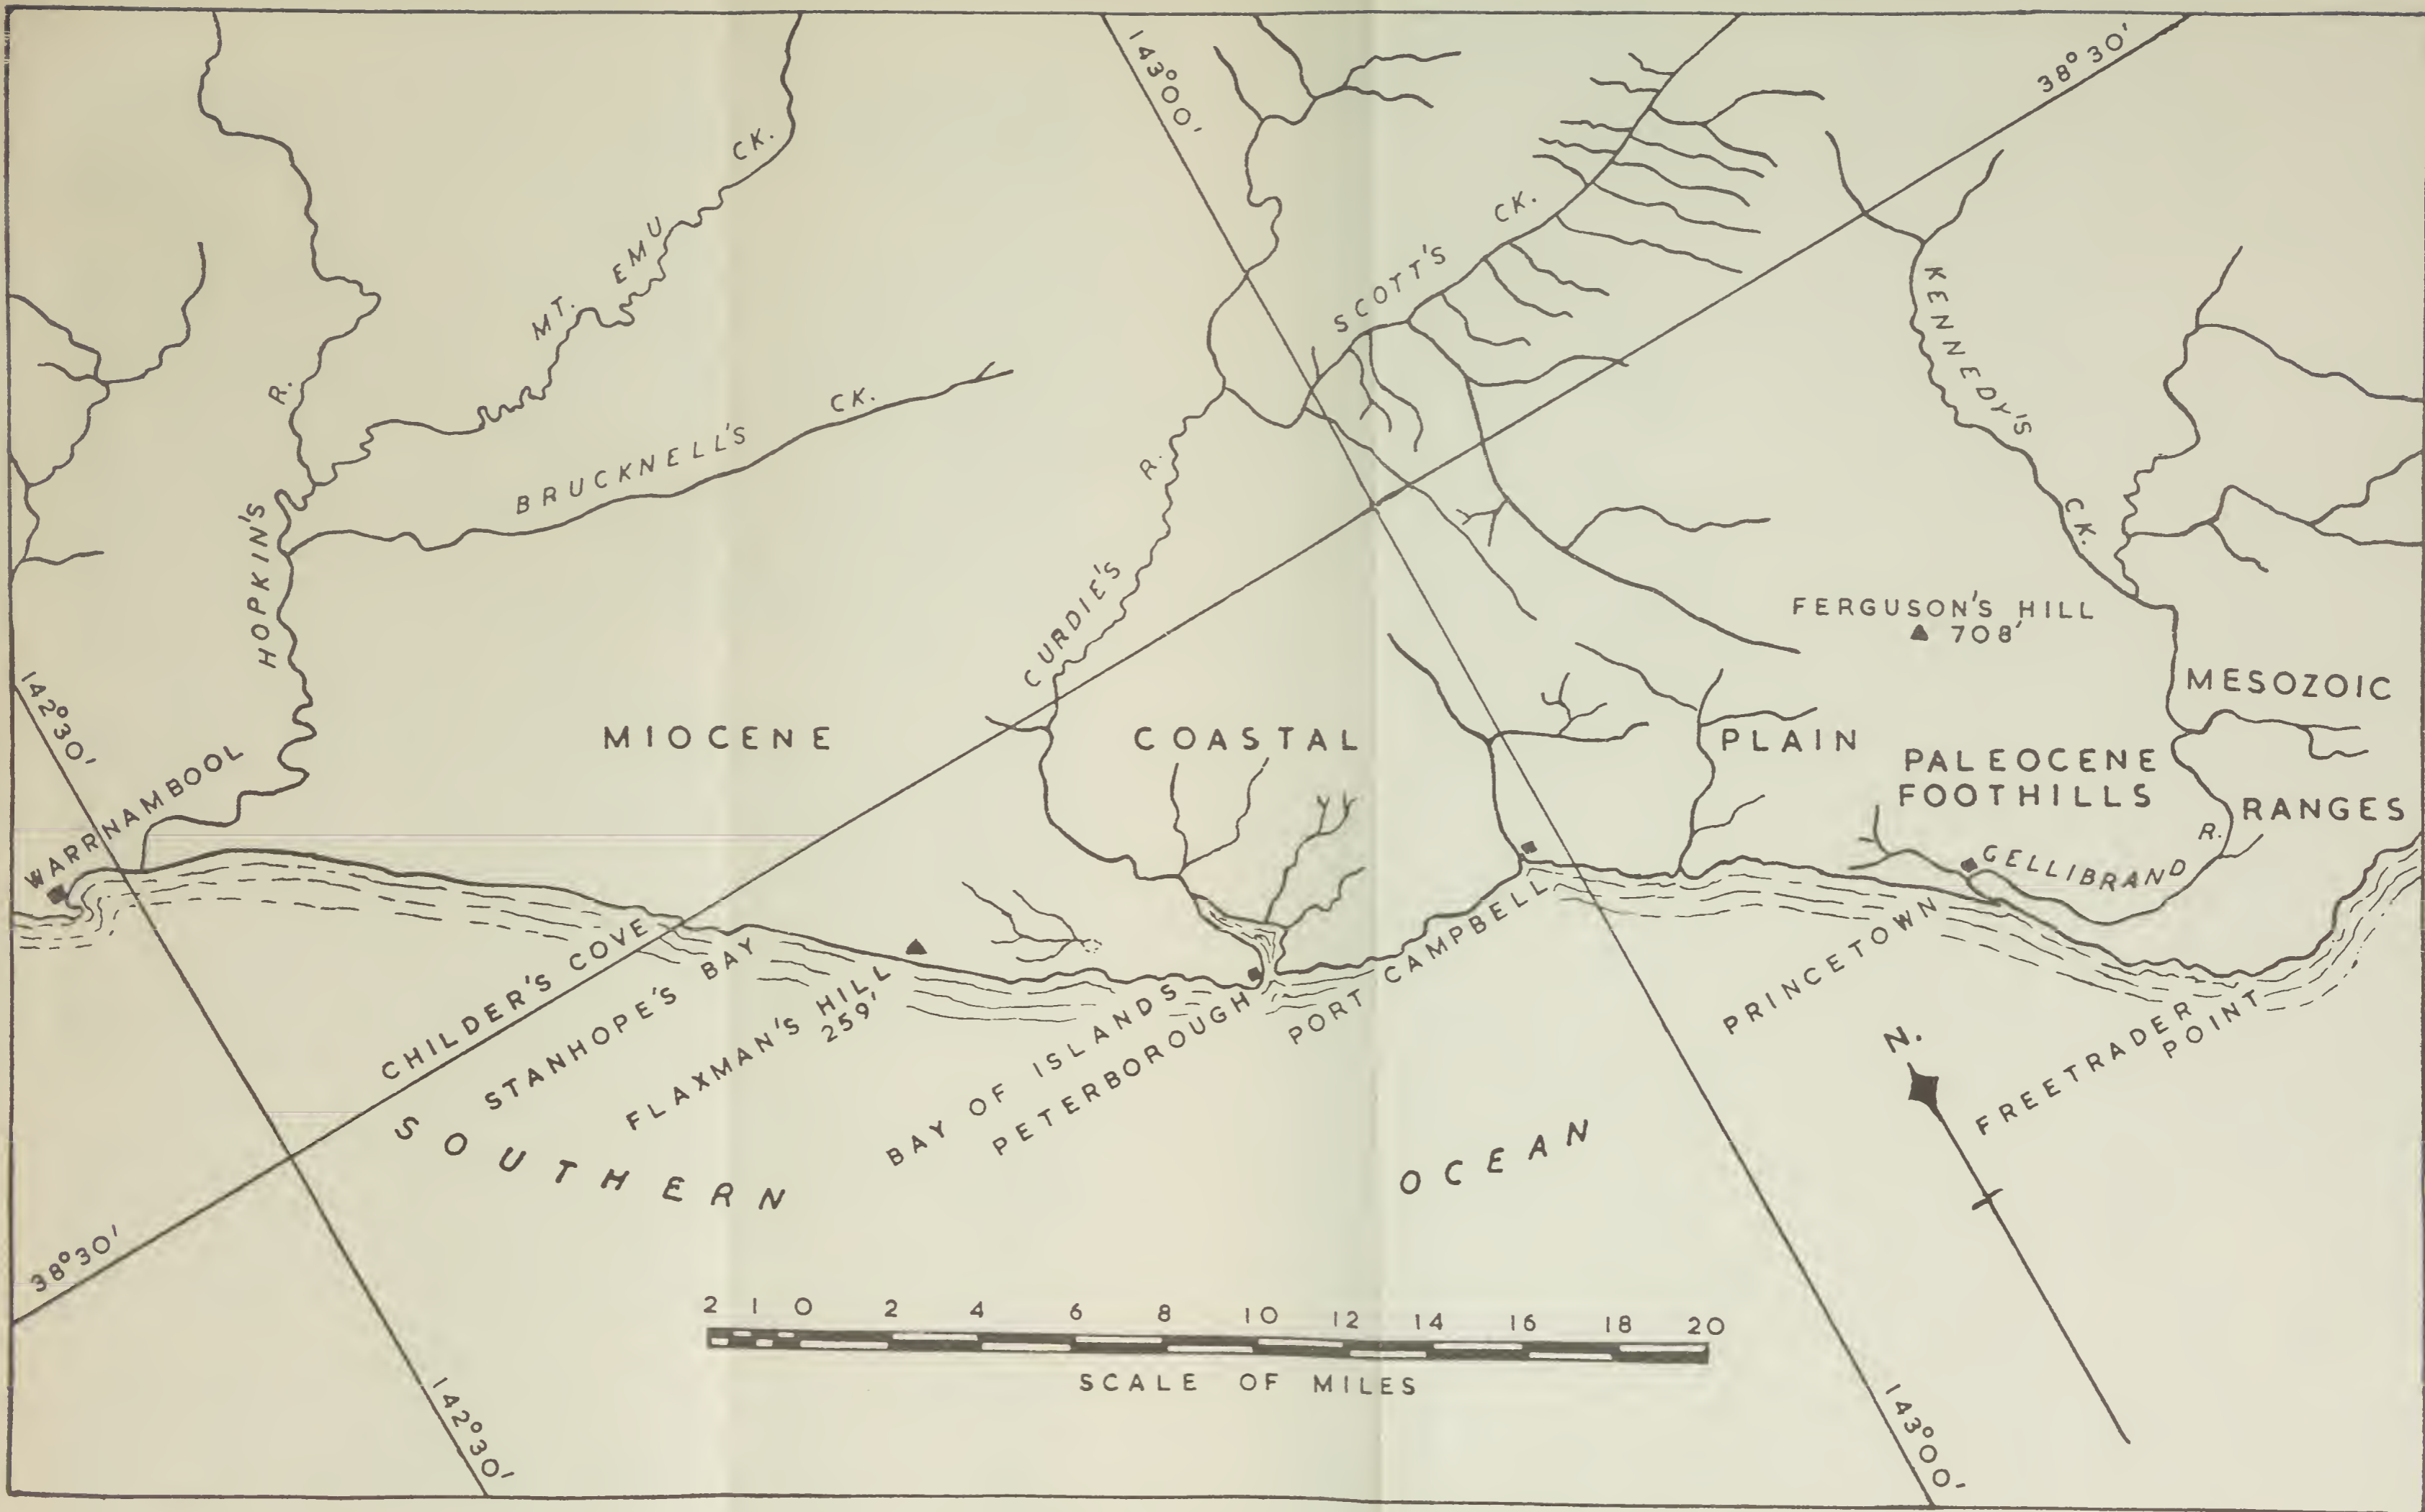 143°00'
38°30'
MT. EMU CK.
SCOTT'S CK.
KENNEDY'S CK.
HOPKIN'S R.
BRUCKNELL'S CK.
CURDIE'S R.
FERGUSON'S HILL
708'
142°30'
WARRNAMBOOL
MIOCENE COASTAL PLAIN
MESOZOIC
RANGES
PALEOCENE
FOOTHILLS
GELLIBRAND R.
CHILDER'S COVE
STANHOPE'S BAY
FLAXMAN'S HILL
259'
BAY OF ISLANDS
PETERBOROUGH
PORT CAMPBELL
PRINCETOWN
FREETRADER
POINT
N.
SOUTHERN OCEAN
38°30'
2 1 0 2 4 6 8 10 12 14 16 18 20
SCALE OF MILES
142°30'
143°00'